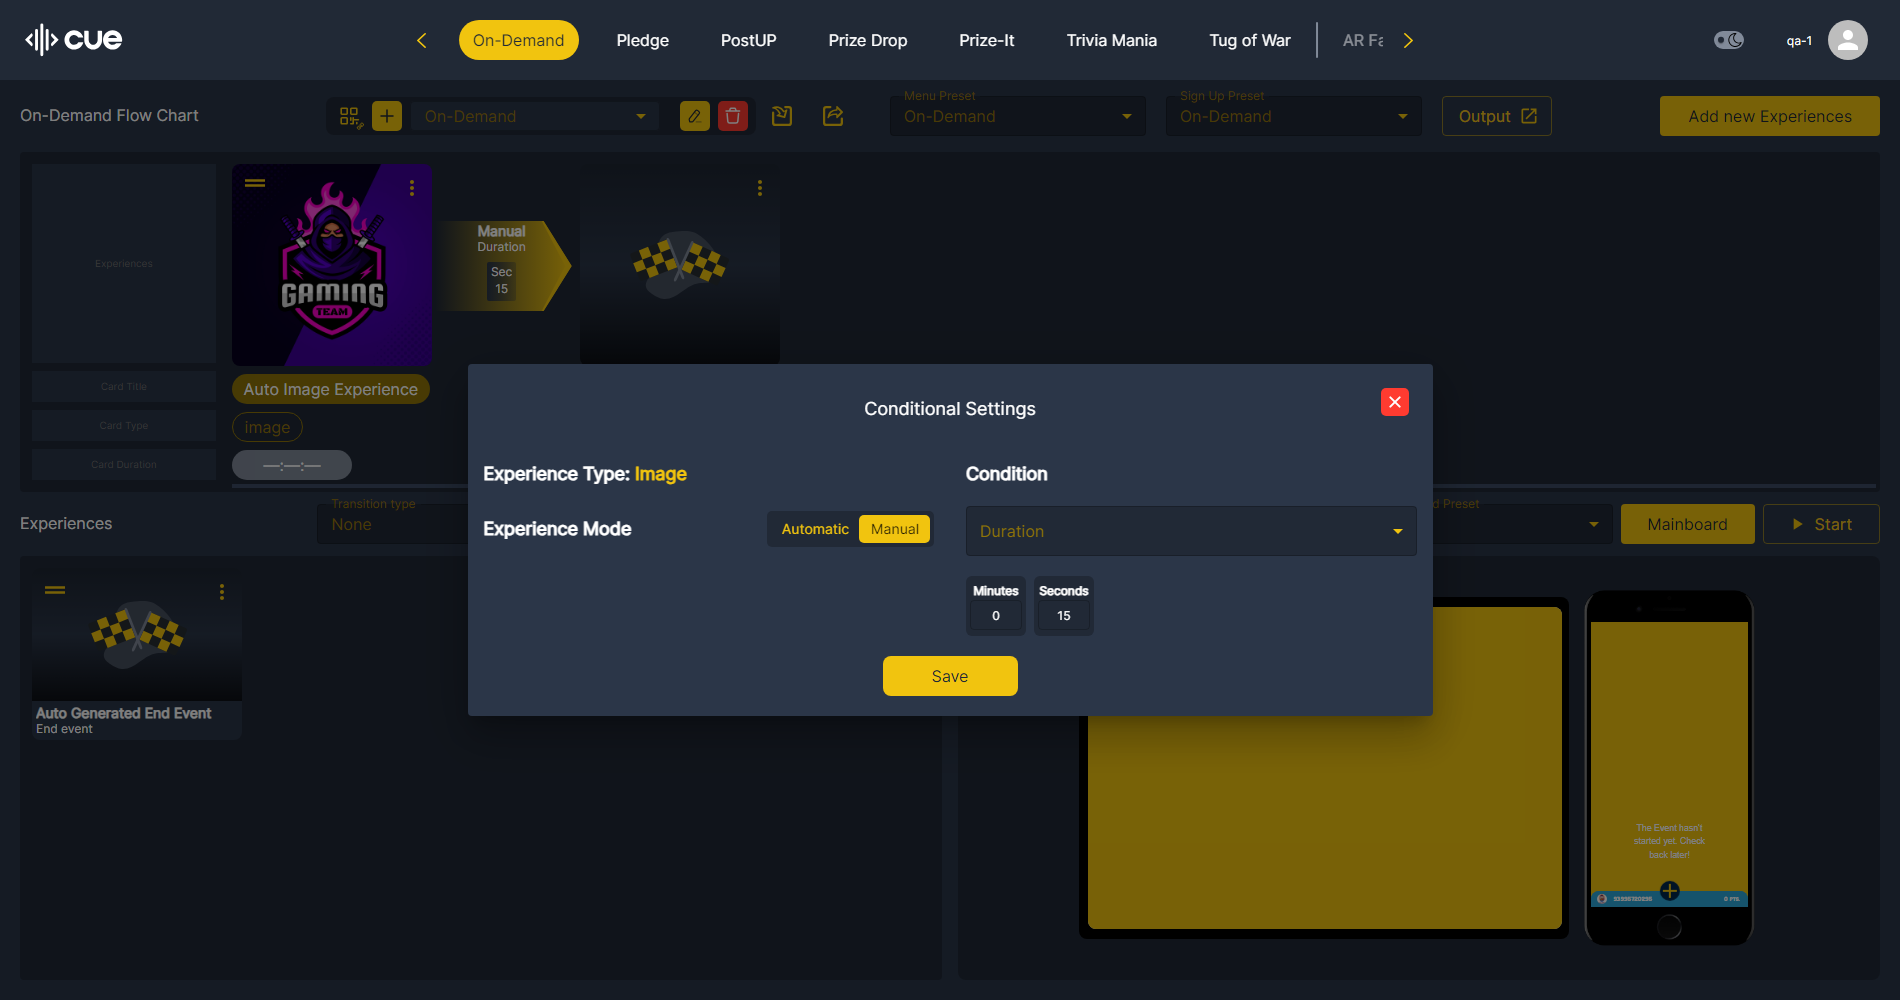 cue
On-Demand
Pledge
PostUP
Prize Drop
Prize-It
Trivia Mania
Tug of War
AR Fa
qa-1
On-Demand Flow Chart
On-Demand
Menu Preset
On-Demand
Sign Up Preset
On-Demand
Output
Add new Experiences
Experiences
GAMING
TEAM
Manual
Duration
Sec
15
Card Title
Auto Image Experience
Card Type
image
Card Duration
—:—:—
Conditional Settings
Experience Type: Image
Condition
Experience Mode
Automatic
Manual
Duration
Minutes
0
Seconds
15
Save
Experiences
Transition type
None
d Preset
Mainboard
Start
Auto Generated End Event
End event
The Event hasn't
started yet. Check
back later!
0 PTS